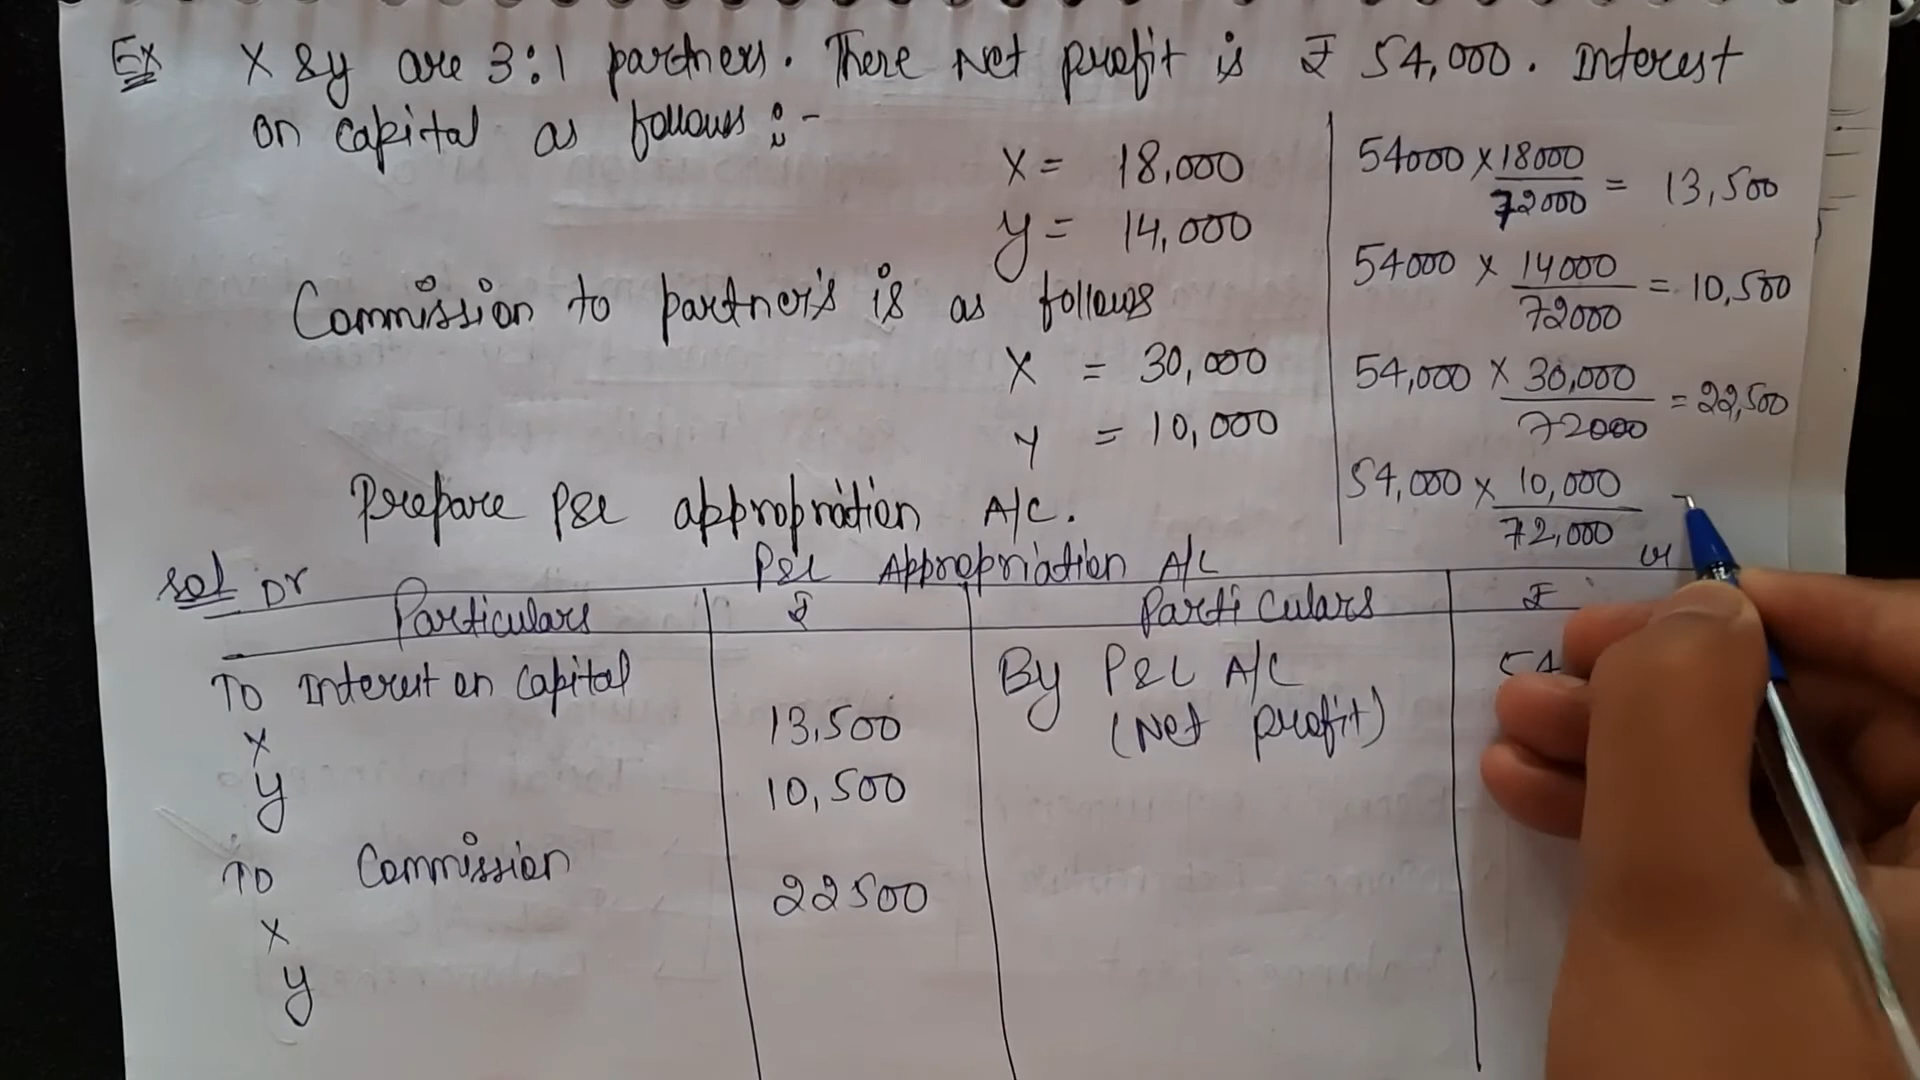 Ex X & y are 3:1 partners. There Net profit is ₹ 54,000. Interest
on capital as follows :-
X = 18,000
y = 14,000
Commission to partner's is as follows
X = 30,000
Y = 10,000
Prepare P&L appropriation A/C.
54000 × 18000/72000 = 13,500
54000 × 14000/72000 = 10,500
54,000 × 30,000/72000 = 22,500
54,000 × 10,000/72,000
Sol Dr P&L Appropriation A/C
Particulars ₹ Particulars ₹
To Interest on capital By P&L A/C 54
X 13,500 (Net profit)
y 10,500
To Commission
X 22500
y